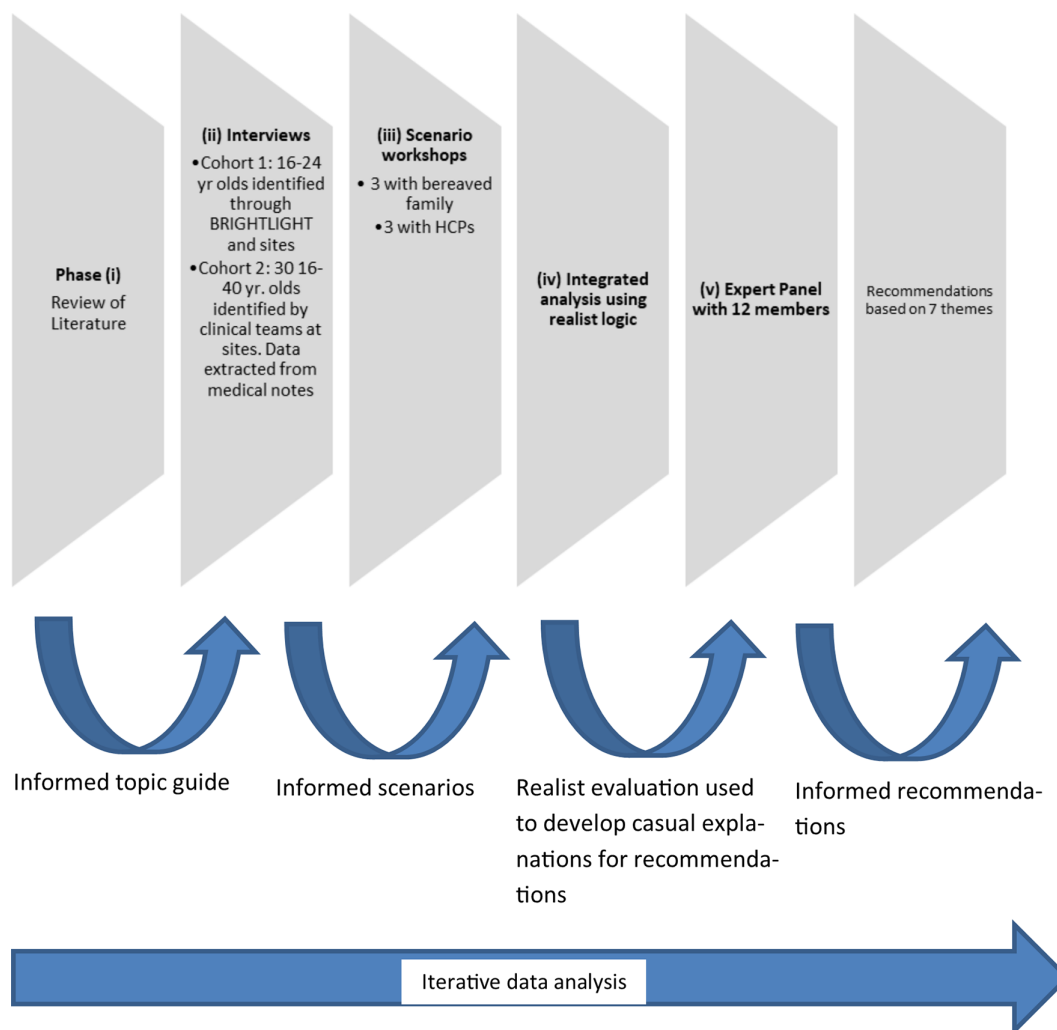 Phase (i)
Review of
Literature
(ii) Interviews
•Cohort 1: 16-24
yr olds identified
through
BRIGHTLIGHT
and sites
•Cohort 2: 30 16-
40 yr. olds
identified by
clinical teams at
sites. Data
extracted from
medical notes
(iii) Scenario
workshops
• 3 with bereaved
family
•3 with HCPs
(iv) Integrated
analysis using
realist logic
(v) Expert Panel
with 12 members
Recommendations
based on 7 themes
Informed topic guide
Informed scenarios
Realist evaluation used
to develop casual expla-
nations for recommenda-
tions
Informed recommenda-
tions
Iterative data analysis